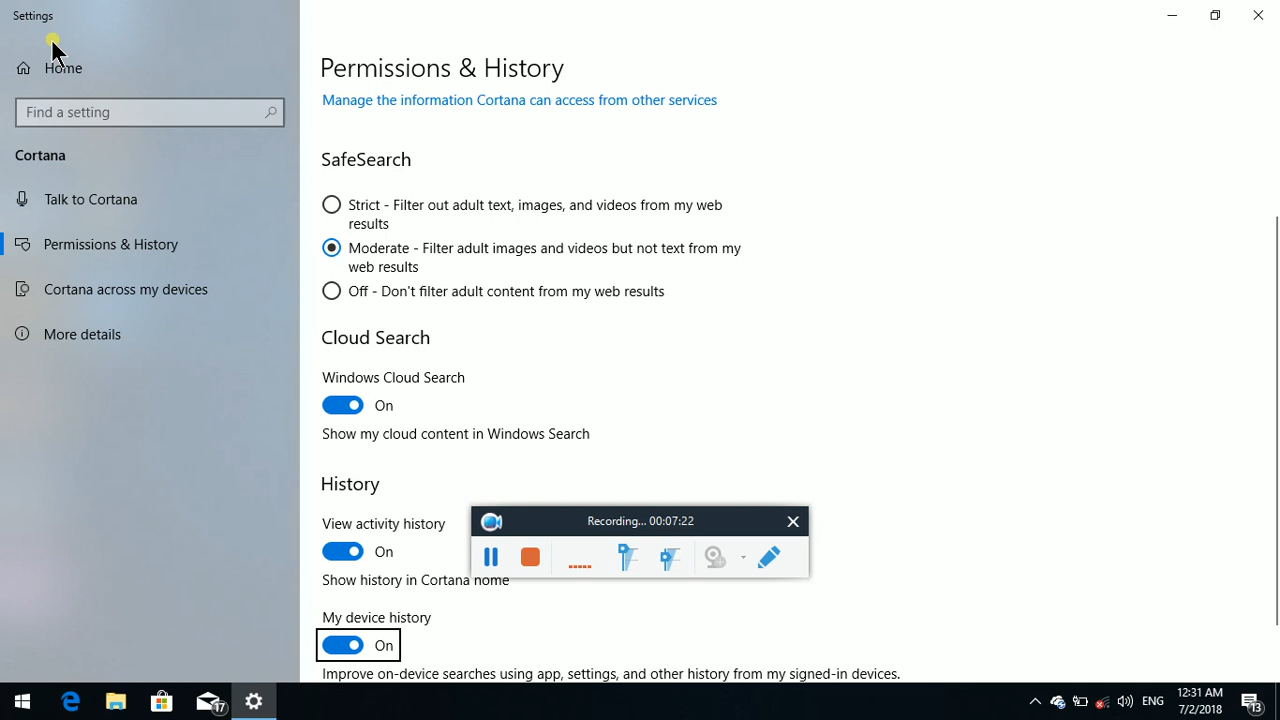 Settings
Home
Find a setting
Cortana
Talk to Cortana
Permissions & History
Cortana across my devices
More details
Permissions & History
Manage the information Cortana can access from other services
SafeSearch
Strict - Filter out adult text, images, and videos from my web
results
Moderate - Filter adult images and videos but not text from my
web results
Off - Don't filter adult content from my web results
Cloud Search
Windows Cloud Search
On
Show my cloud content in Windows Search
History
View activity history
On
Show history in Cortana home
My device history
On
Improve on-device searches using app, settings, and other history from my signed-in devices.
Recording... 00:07:22
17
ENG
12:31 AM
7/2/2018
13